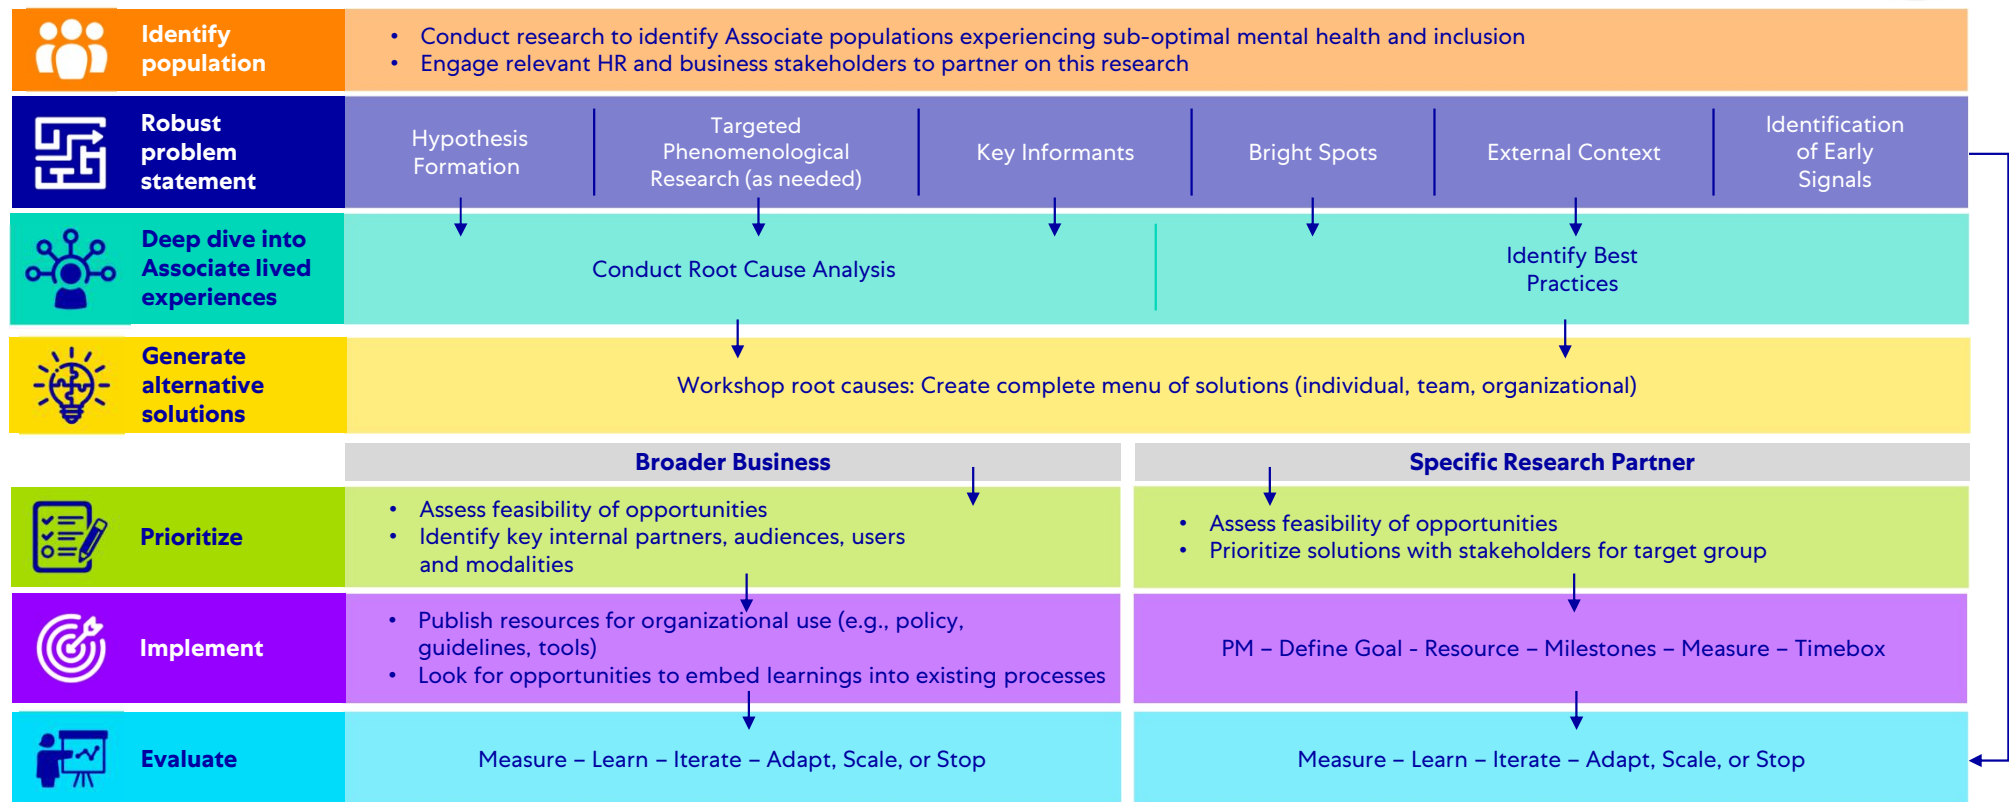 Identify
population
• Conduct research to identify Associate populations experiencing sub-optimal mental health and inclusion
• Engage relevant HR and business stakeholders to partner on this research
Robust
problem
statement
Hypothesis
Formation
Targeted
Phenomenological
Research (as needed)
Key Informants
Bright Spots
External Context
Identification
of Early
Signals
Deep dive into
Associate lived
experiences
Conduct Root Cause Analysis
Identify Best
Practices
Generate
alternative
solutions
Workshop root causes: Create complete menu of solutions (individual, team, organizational)
Broader Business
Specific Research Partner
Prioritize
• Assess feasibility of opportunities
• Identify key internal partners, audiences, users
and modalities
• Assess feasibility of opportunities
• Prioritize solutions with stakeholders for target group
Implement
• Publish resources for organizational use (e.g., policy,
guidelines, tools)
• Look for opportunities to embed learnings into existing processes
PM – Define Goal - Resource – Milestones – Measure – Timebox
Evaluate
Measure – Learn – Iterate – Adapt, Scale, or Stop
Measure – Learn – Iterate – Adapt, Scale, or Stop